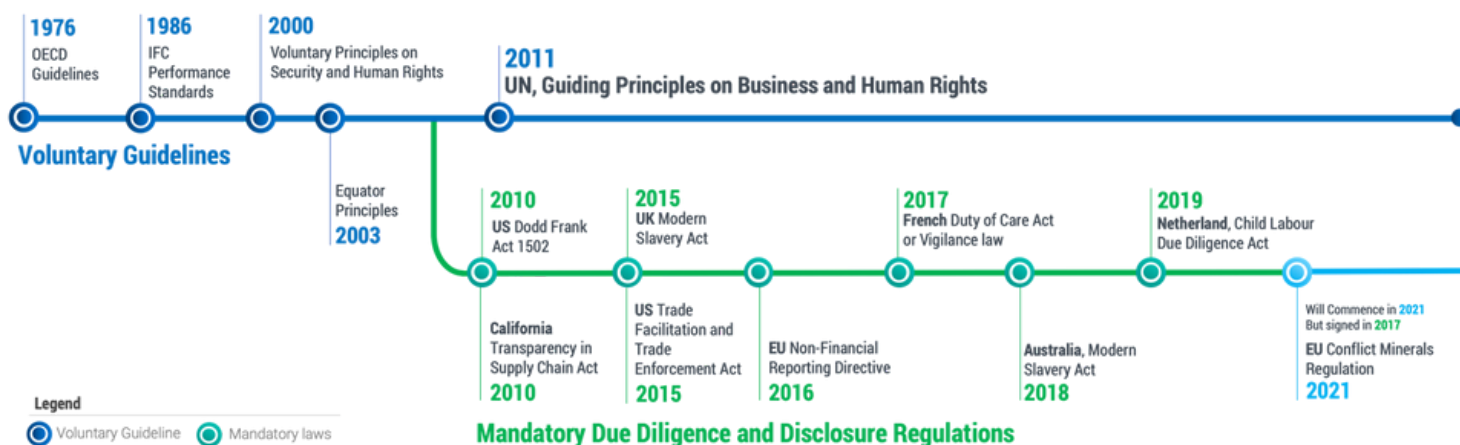 1976
OECD
Guidelines
1986
IFC
Performance
Standards
2000
Voluntary Principles on
Security and Human Rights
2011
UN, Guiding Principles on Business and Human Rights
Voluntary Guidelines
Equator
Principles
2003
2010
US Dodd Frank
Act 1502
2015
UK Modern
Slavery Act
2017
French Duty of Care Act
or Vigilance law
2019
Netherland, Child Labour
Due Diligence Act
California
Transparency in
Supply Chain Act
2010
US Trade
Facilitation and
Trade
Enforcement Act
2015
EU Non-Financial
Reporting Directive
2016
Australia, Modern
Slavery Act
2018
Will Commence in 2021
But signed in 2017
EU Conflict Minerals
Regulation
2021
Legend
Voluntary Guideline
Mandatory laws
Mandatory Due Diligence and Disclosure Regulations